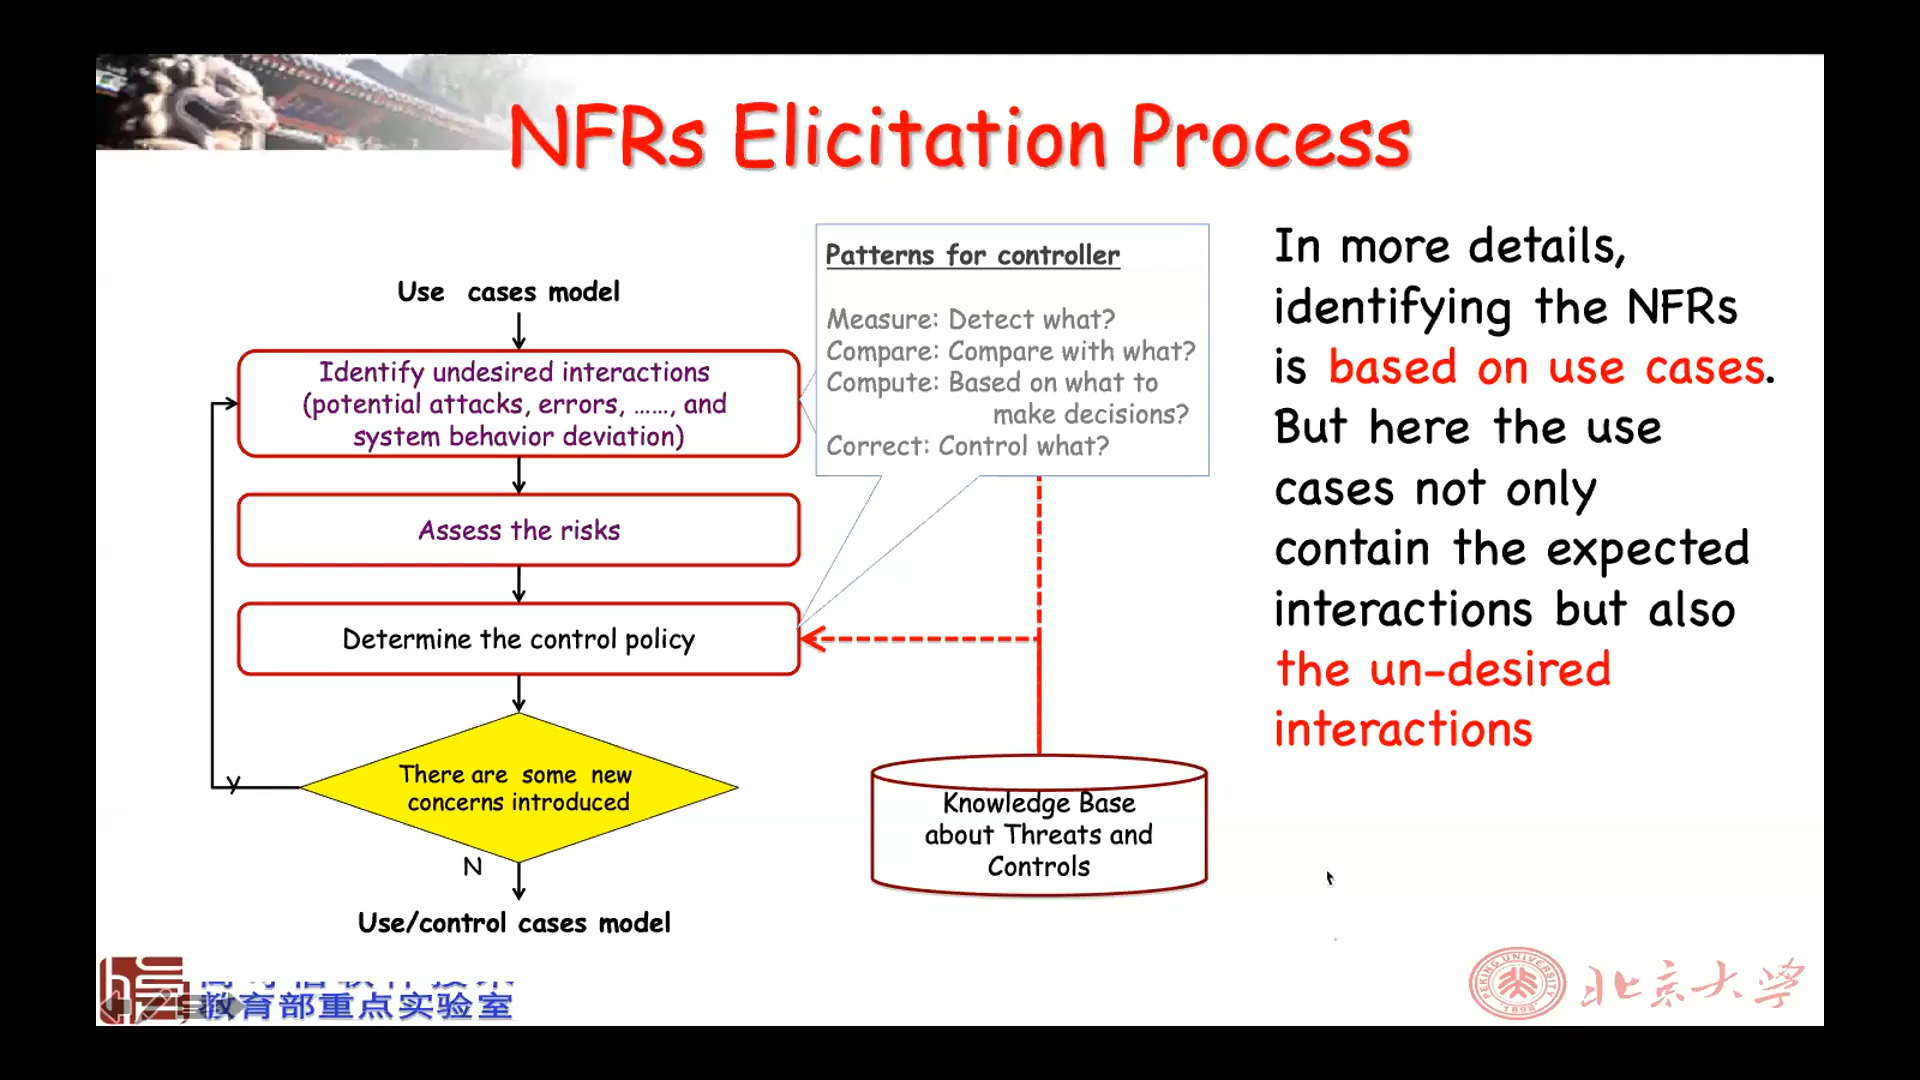 NFRs Elicitation Process
Use cases model
Identify undesired interactions
(potential attacks, errors, ......, and
system behavior deviation)
Assess the risks
Determine the control policy
There are some new
concerns introduced
Y
N
Use/control cases model
Patterns for controller
Measure: Detect what?
Compare: Compare with what?
Compute: Based on what to
make decisions?
Correct: Control what?
Knowledge Base
about Threats and
Controls
In more details,
identifying the NFRs
is based on use cases.
But here the use
cases not only
contain the expected
interactions but also
the un-desired
interactions
教育部重点实验室
PEKING UNIVERSITY
1898
北京大学